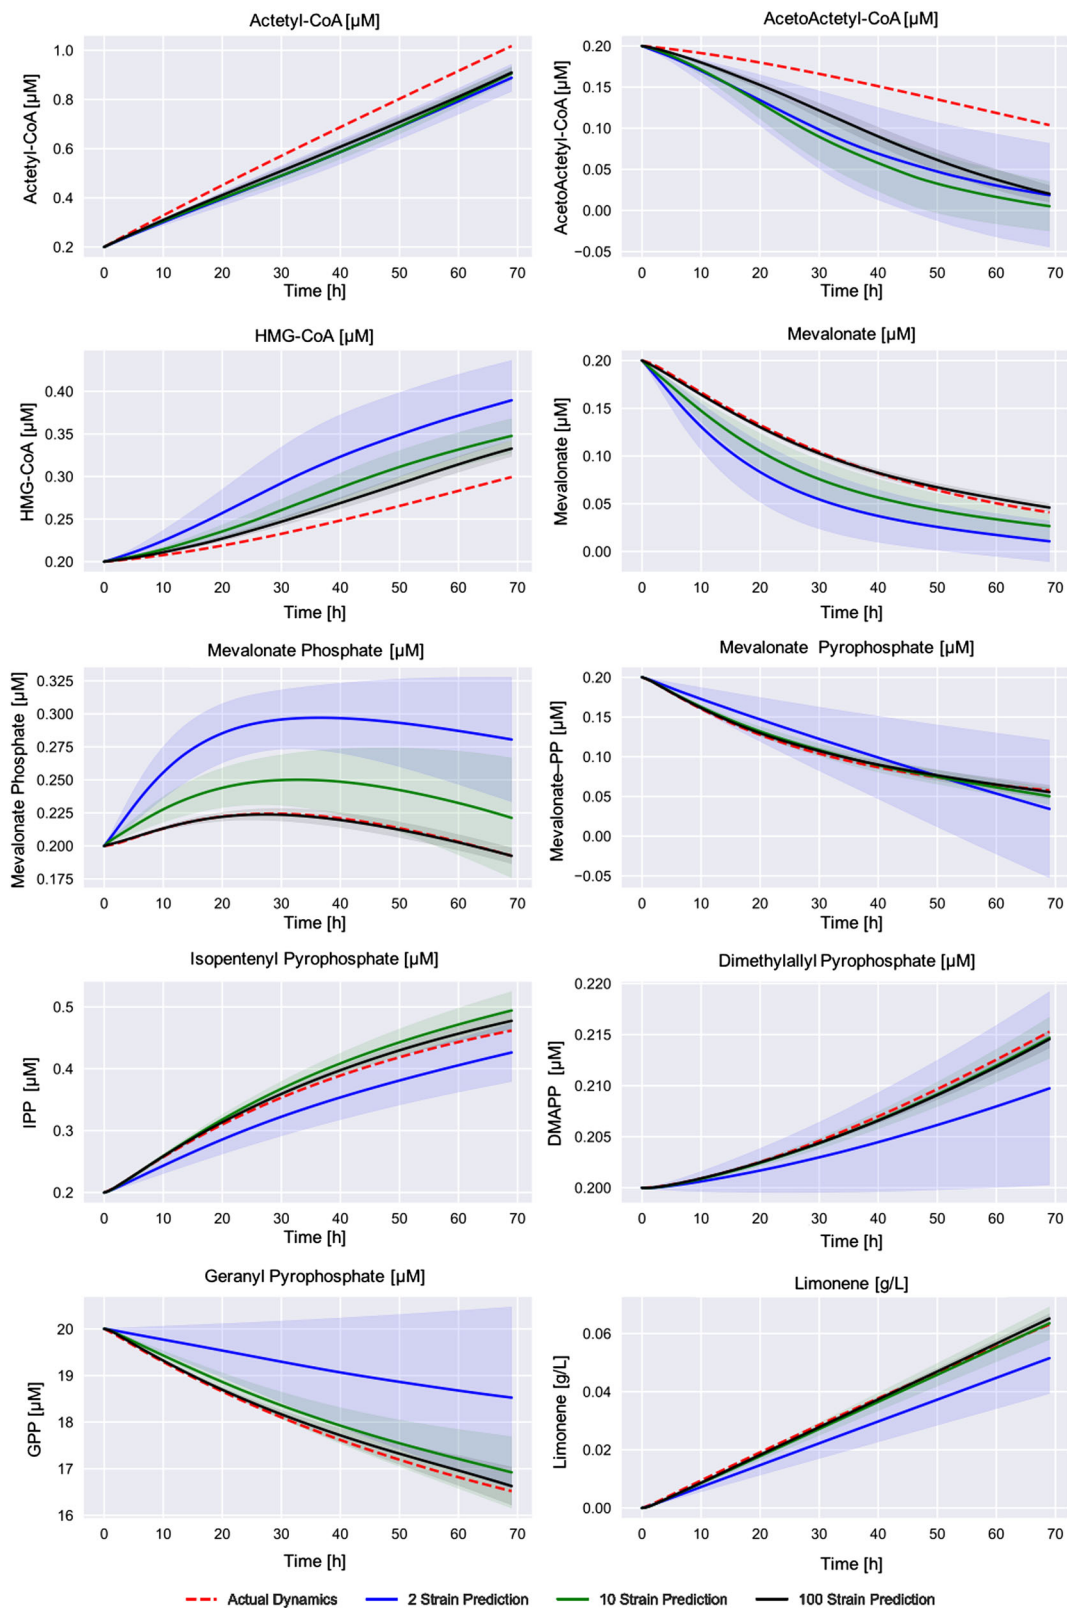 Actetyl-CoA [µM]
Actetyl-CoA [µM]
1.0
0.8
0.6
0.4
0.2
0 10 20 30 40 50 60 70
Time [h]
AcetoActetyl-CoA [µM]
AcetoActetyl-CoA [µM]
0.20
0.15
0.10
0.05
0.00
−0.05
0 10 20 30 40 50 60 70
Time [h]
HMG-CoA [µM]
HMG-CoA [µM]
0.40
0.35
0.30
0.25
0.20
0 10 20 30 40 50 60 70
Time [h]
Mevalonate [µM]
Mevalonate [µM]
0.20
0.15
0.10
0.05
0.00
0 10 20 30 40 50 60 70
Time [h]
Mevalonate Phosphate [µM]
Mevalonate Phosphate [µM]
0.325
0.300
0.275
0.250
0.225
0.200
0.175
0 10 20 30 40 50 60 70
Time [h]
Mevalonate Pyrophosphate [µM]
Mevalonate–PP [µM]
0.20
0.15
0.10
0.05
0.00
−0.05
0 10 20 30 40 50 60 70
Time [h]
Isopentenyl Pyrophosphate [µM]
IPP [µM]
0.5
0.4
0.3
0.2
0 10 20 30 40 50 60 70
Time [h]
Dimethylallyl Pyrophosphate [µM]
DMAPP [µM]
0.220
0.215
0.210
0.205
0.200
0 10 20 30 40 50 60 70
Time [h]
Geranyl Pyrophosphate [µM]
GPP [µM]
20
19
18
17
16
0 10 20 30 40 50 60 70
Time [h]
Limonene [g/L]
Limonene [g/L]
0.06
0.04
0.02
0.00
0 10 20 30 40 50 60 70
Time [h]
Actual Dynamics 2 Strain Prediction 10 Strain Prediction 100 Strain Prediction